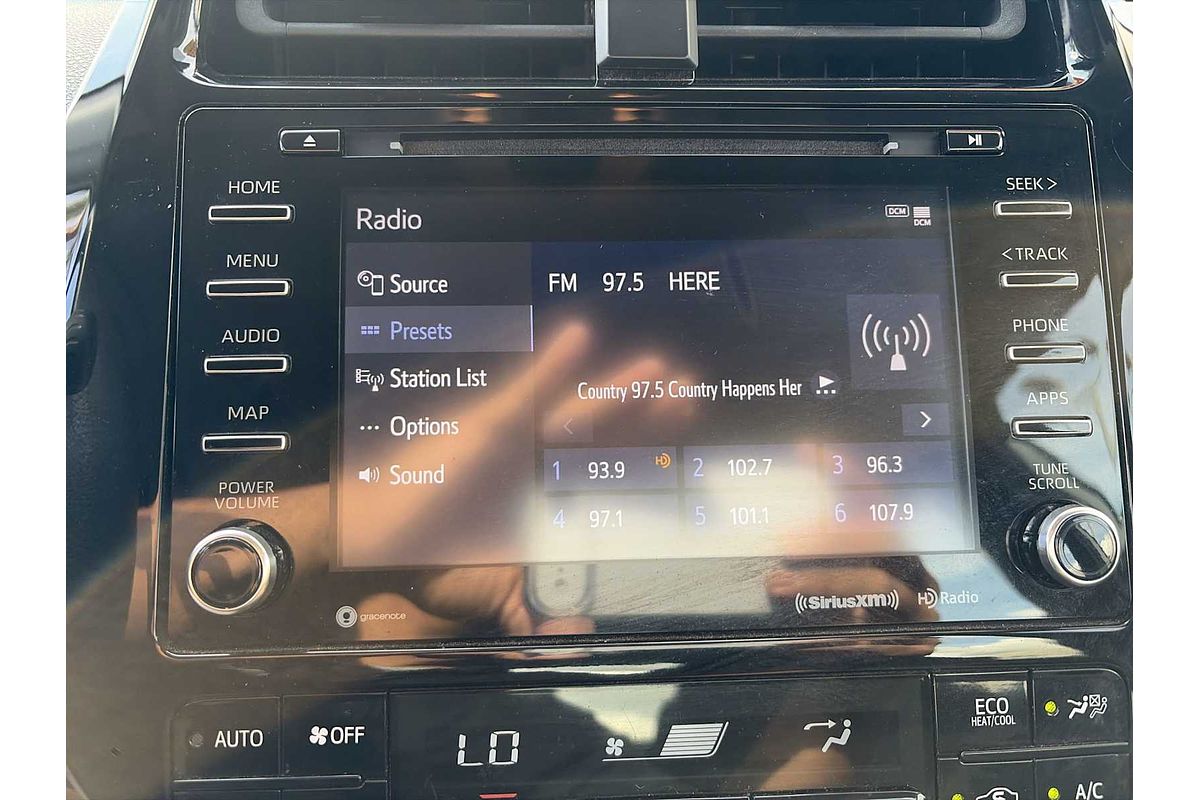 HOME
MENU
AUDIO
MAP
POWER
VOLUME
Radio
DCM
DCM
Source
Presets
Station List
Options
Sound
FM 97.5 HERE
Country 97.5 Country Happens Her
1 93.9 HD
2 102.7
3 96.3
4 97.1
5 101.1
6 107.9
SEEK >
< TRACK
PHONE
APPS
TUNE
SCROLL
gracenote
((SiriusXM))
HD Radio
AUTO
OFF
LO
ECO
HEAT/COOL
A/C
S